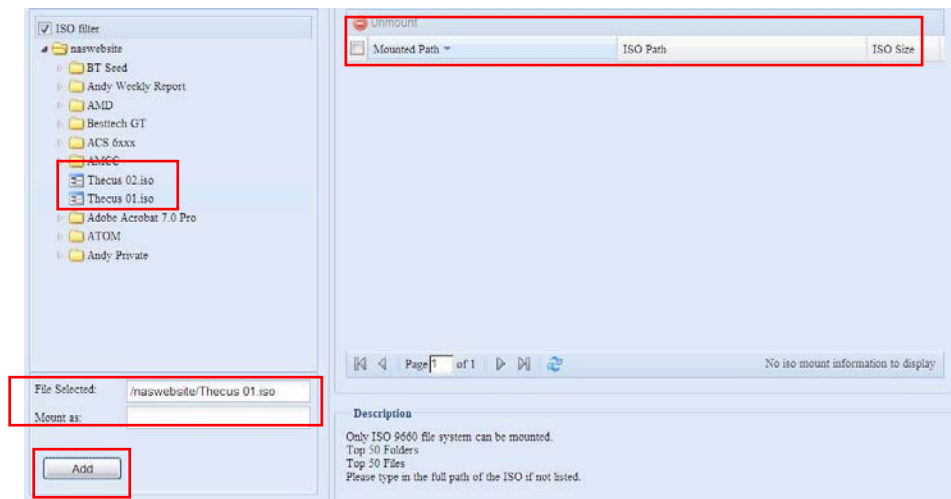 ISO filter
naswebsite
BT Seed
Andy Weekly Report
AMD
Besttech GT
ACS 6xxx
AMCC
Thecus 02.iso
Thecus 01.iso
Adobe Acrobat 7.0 Pro
ATOM
Andy Private
File Selected: /naswebsite/Thecus 01.iso
Mount as:
Add
Unmount
Mounted Path ISO Path ISO Size
Page 1 of 1 No iso mount information to display
Description
Only ISO 9660 file system can be mounted.
Top 50 Folders
Top 50 Files
Please type in the full path of the ISO if not listed.